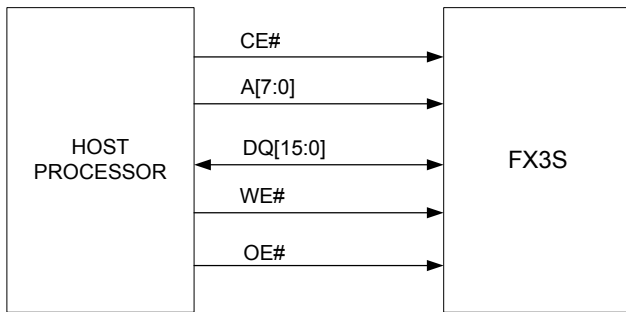 CE#
A[7:0]
HOST
PROCESSOR
DQ[15:0]
FX3S
WE#
OE#